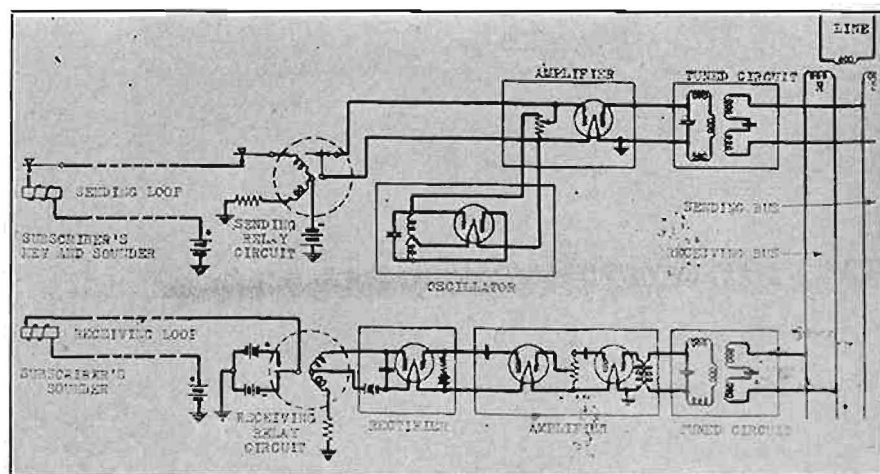 LINE
AMPLIFIER
TUNED CIRCUIT
SENDING LOOP
SUBSCRIBER'S
KEY AND SOUNDER
SENDING
RELAY
CIRCUIT
OSCILLATOR
SENDING BUS
RECEIVING BUS
RECEIVING LOOP
SUBSCRIBER'S
SOUNDER
RECEIVING
RELAY
CIRCUIT
RECTIFIER
AMPLIFIER
TUNED CIRCUIT